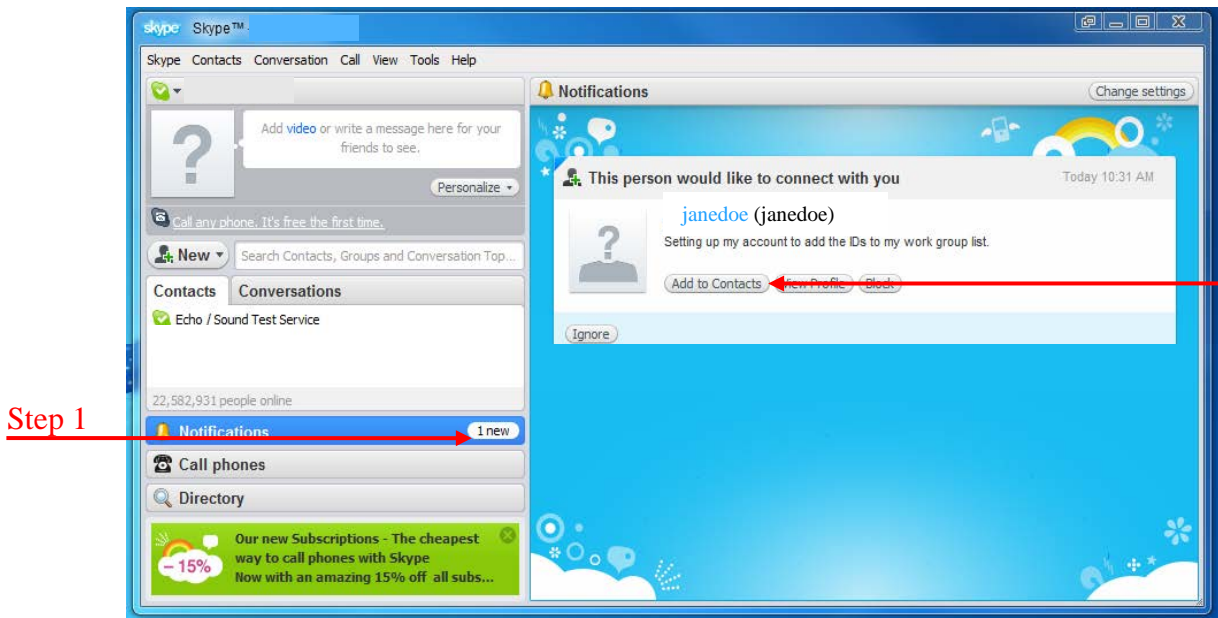 skype Skype™
Skype Contacts Conversation Call View Tools Help
Add video or write a message here for your
friends to see.
Personalize
Call any phone. It's free the first time.
New
Search Contacts, Groups and Conversation Top...
Contacts Conversations
Echo / Sound Test Service
22,582,931 people online
Step 1
Notifications 1 new
Call phones
Directory
– 15%
Our new Subscriptions - The cheapest
way to call phones with Skype
Now with an amazing 15% off all subs...
Notifications Change settings
This person would like to connect with you Today 10:31 AM
janedoe (janedoe)
Setting up my account to add the IDs to my work group list.
Add to Contacts View Profile Block
Ignore